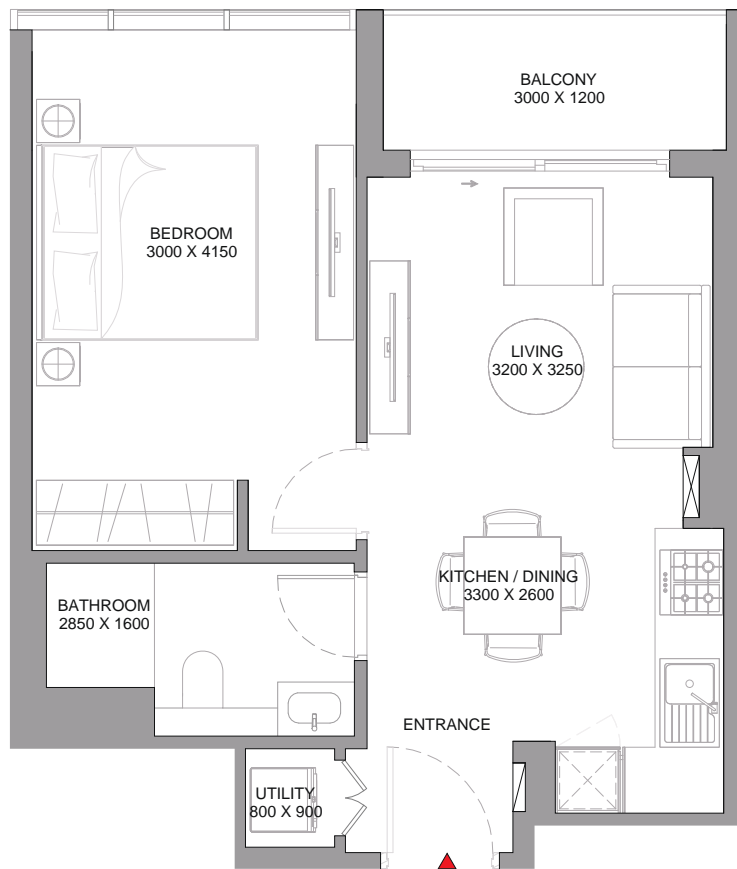 BALCONY
3000 X 1200
BEDROOM
3000 X 4150
LIVING
3200 X 3250
KITCHEN / DINING
3300 X 2600
BATHROOM
2850 X 1600
ENTRANCE
UTILITY
800 X 900